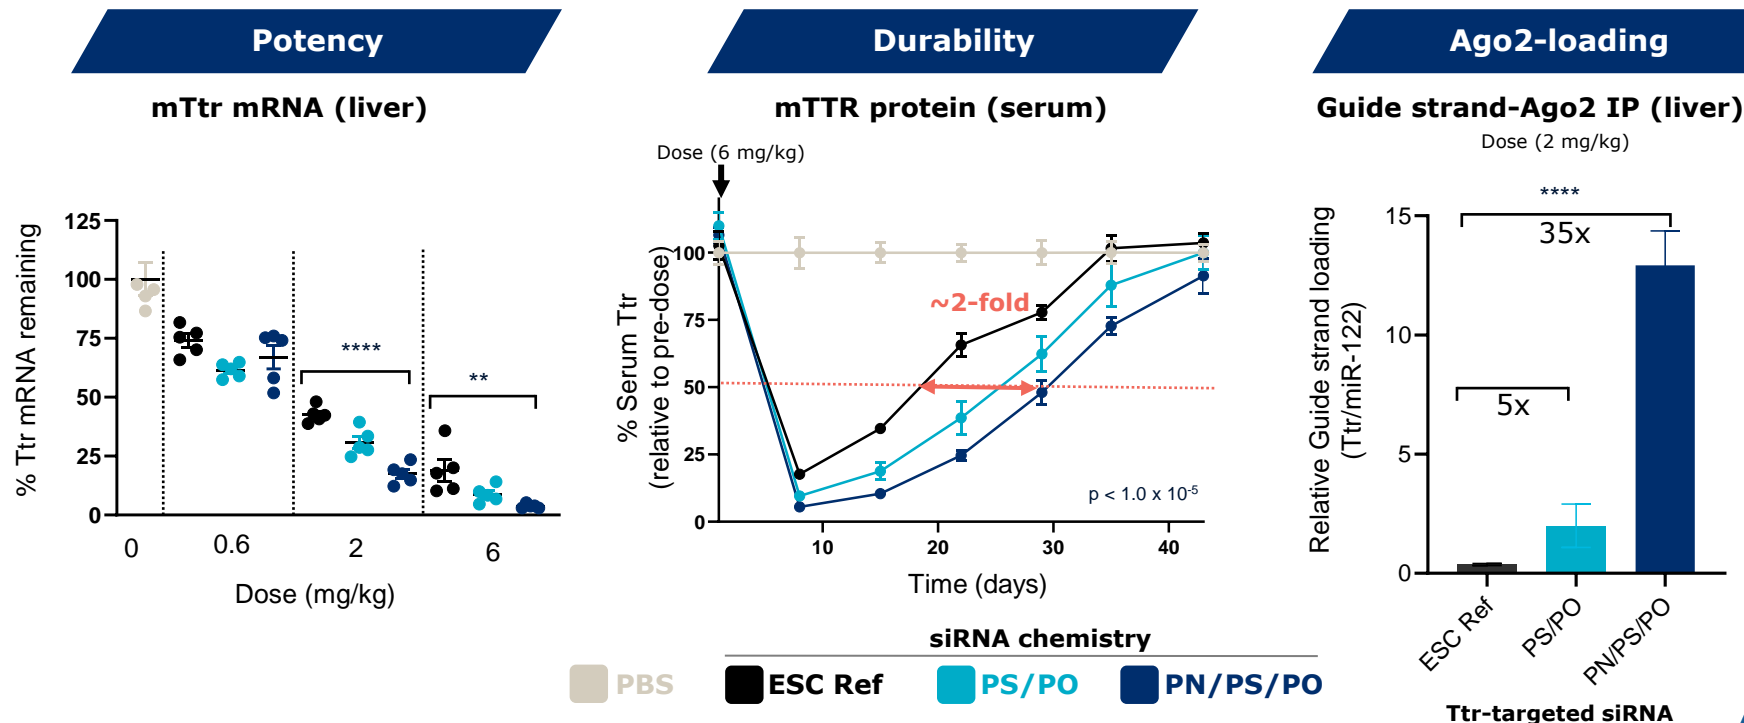 Potency
mTtr mRNA (liver)
% Ttr mRNA remaining
125
100
75
50
25
0
****
**
0
0.6
2
6
Dose (mg/kg)
Durability
mTTR protein (serum)
Dose (6 mg/kg)
% Serum Ttr
(relative to pre-dose)
100
75
50
25
0
~2-fold
p < 1.0 x 10⁻⁵
10
20
30
40
Time (days)
Ago2-loading
Guide strand-Ago2 IP (liver)
Dose (2 mg/kg)
Relative Guide strand loading
(Ttr/miR-122)
15
10
5
0
****
35x
5x
ESC Ref
PS/PO
PN/PS/PO
Ttr-targeted siRNA
siRNA chemistry
PBS
ESC Ref
PS/PO
PN/PS/PO